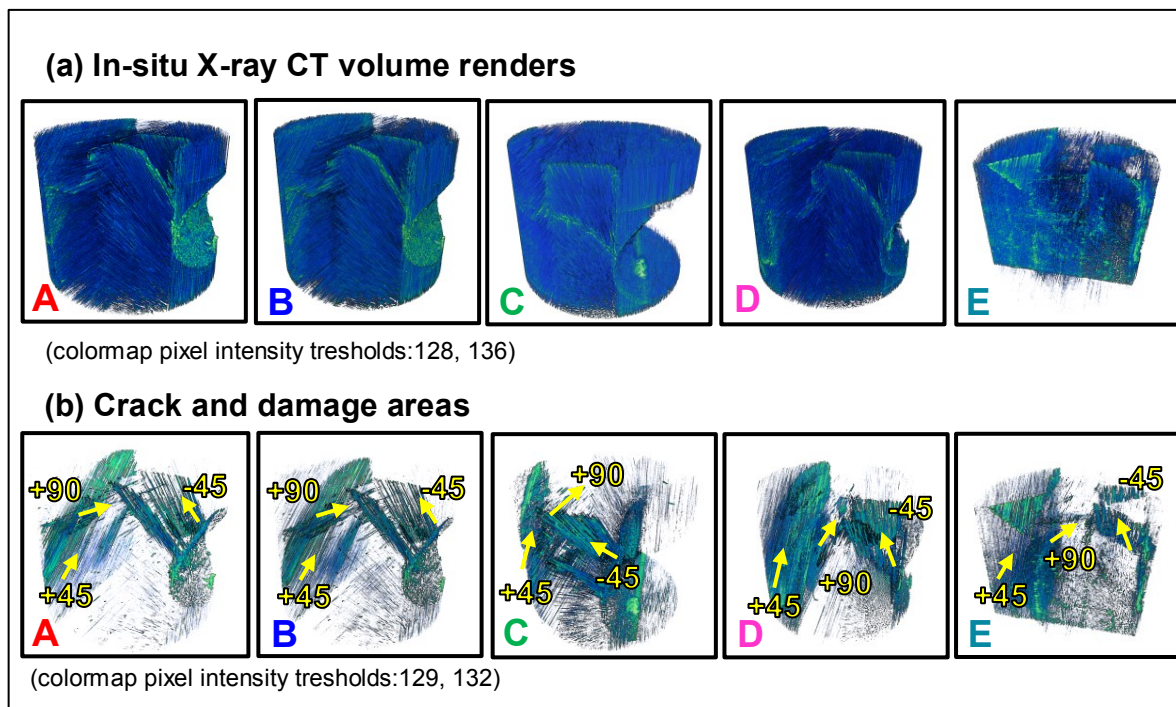 (a) In-situ X-ray CT volume renders
A B C D E
(colormap pixel intensity tresholds:128, 136)
(b) Crack and damage areas
+90 -45 +45 A
+90 -45 +45 B
+90 +45 -45 C
-45 +90 +45 D
-45 +90 +45 E
(colormap pixel intensity tresholds:129, 132)